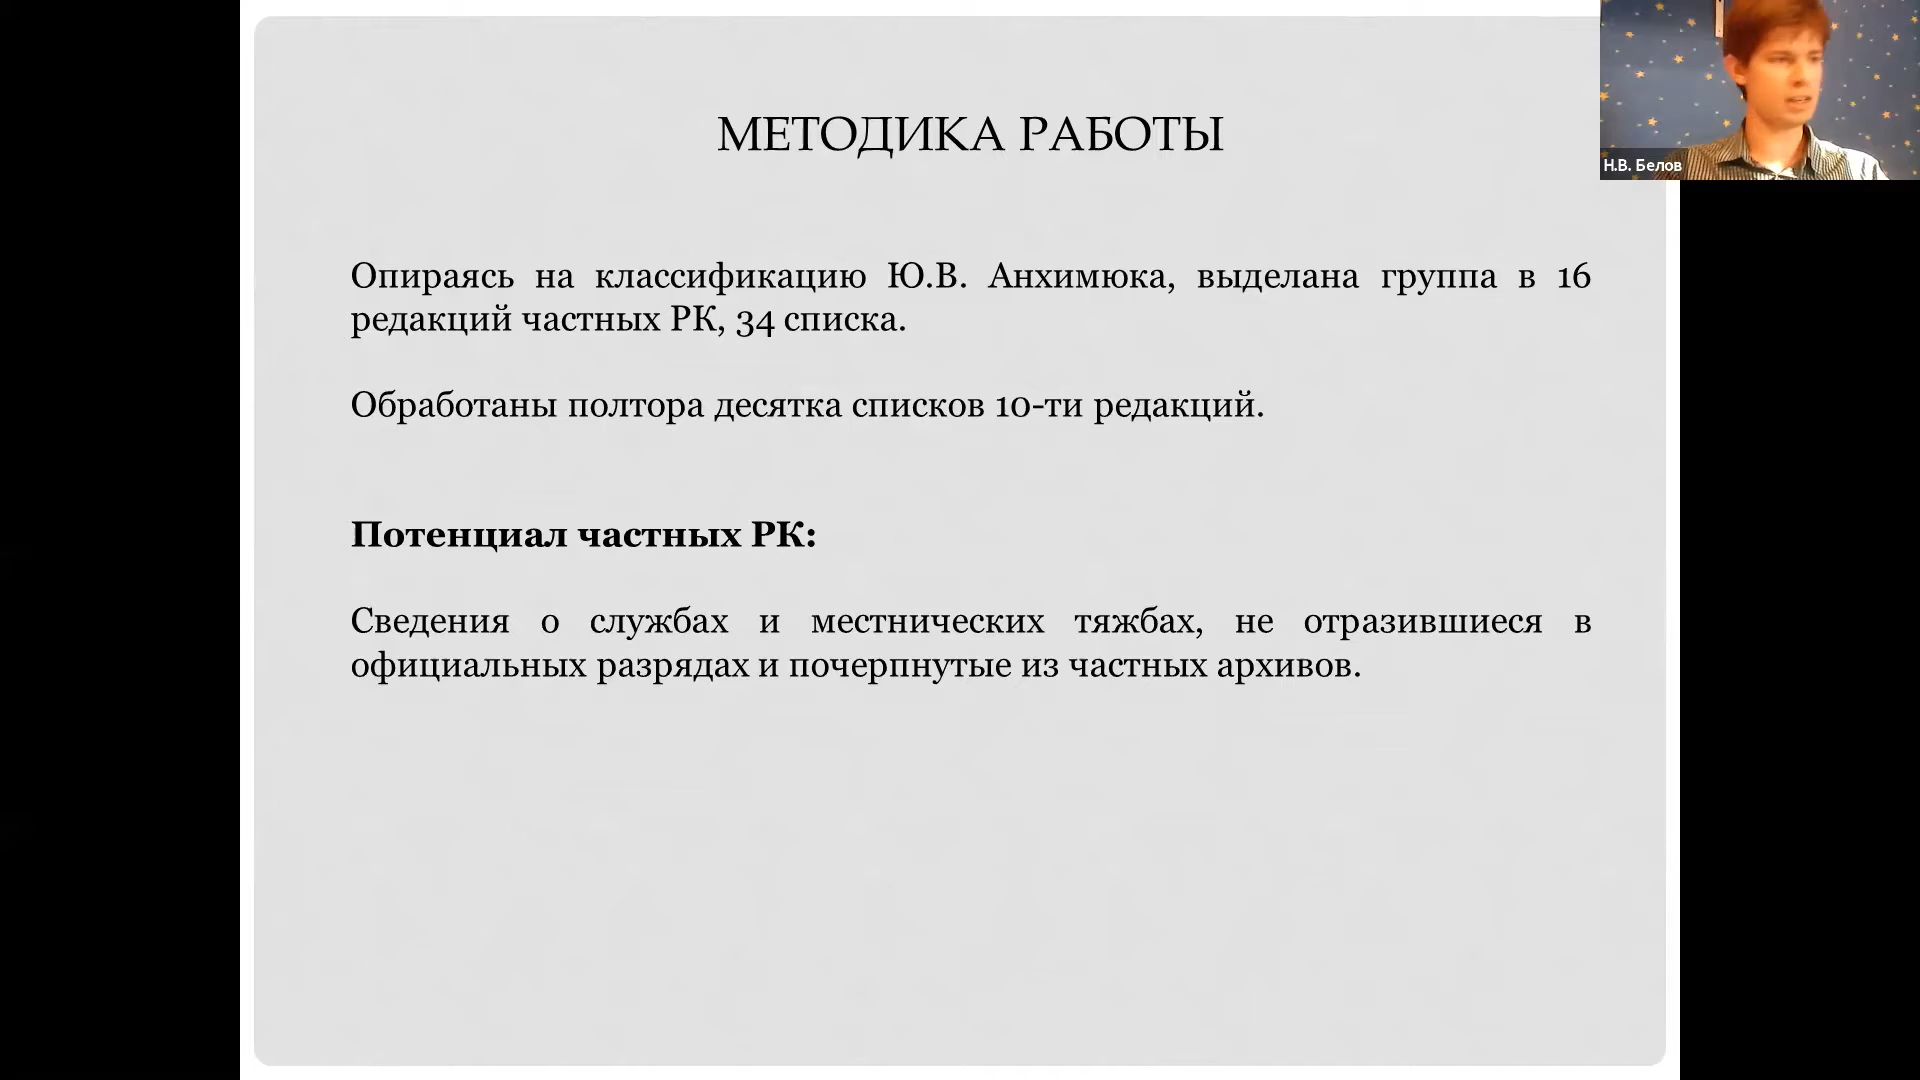 МЕТОДИКА РАБОТЫ
Н.В. Белов
Опираясь на классификацию Ю.В. Анхимюка, выделана группа в 16
редакций частных РК, 34 списка.
Обработаны полтора десятка списков 10-ти редакций.
Потенциал частных РК:
Сведения о службах и местнических тяжбах, не отразившиеся в
официальных разрядах и почерпнутые из частных архивов.